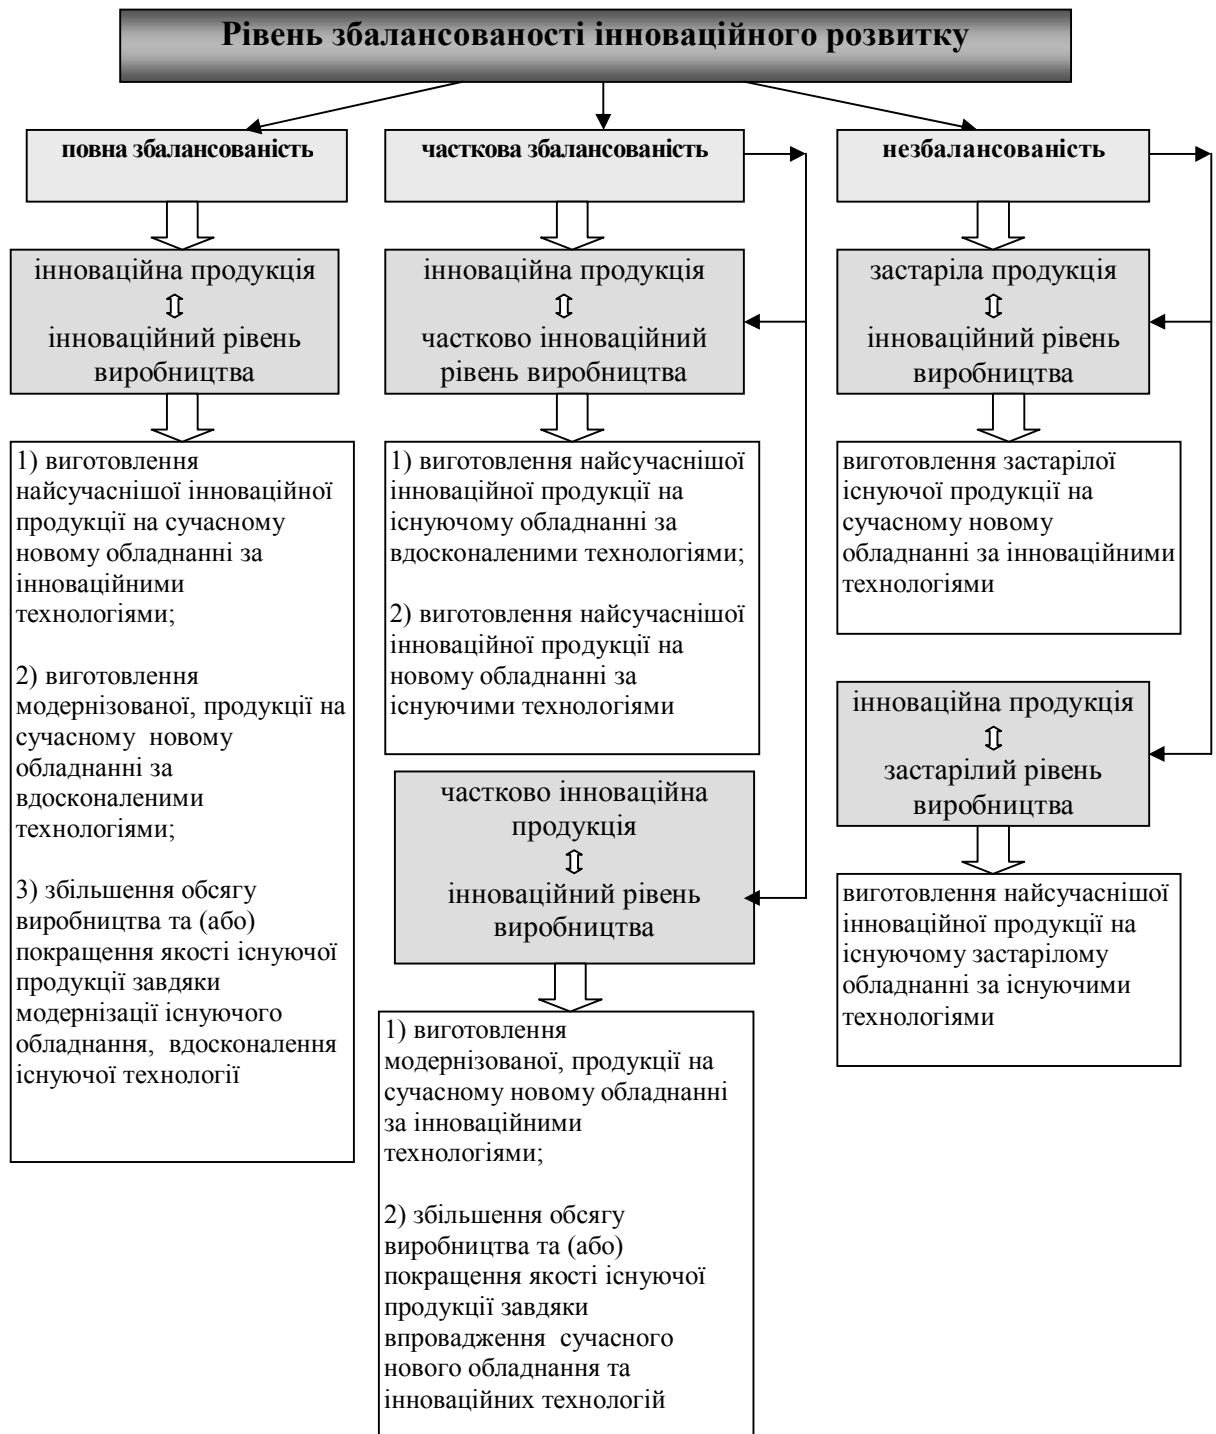 Рівень збалансованості інноваційного розвитку
повна збалансованість
інноваційна продукція
⇕
інноваційний рівень
виробництва
1) виготовлення
найсучаснішої інноваційної
продукції на сучасному
новому обладнанні за
інноваційними
технологіями;
2) виготовлення
модернізованої, продукції на
сучасному новому
обладнанні за
вдосконаленими
технологіями;
3) збільшення обсягу
виробництва та (або)
покращення якості існуючої
продукції завдяки
модернізації існуючого
обладнання, вдосконалення
існуючої технології
часткова збалансованість
інноваційна продукція
⇕
частково інноваційний
рівень виробництва
1) виготовлення найсучаснішої
інноваційної продукції на
існуючому обладнанні за
вдосконаленими технологіями;
2) виготовлення найсучаснішої
інноваційної продукції на
новому обладнанні за
існуючими технологіями
частково інноваційна
продукція
⇕
інноваційний рівень
виробництва
1) виготовлення
модернізованої, продукції на
сучасному новому обладнанні
за інноваційними
технологіями;
2) збільшення обсягу
виробництва та (або)
покращення якості існуючої
продукції завдяки
впровадження сучасного
нового обладнання та
інноваційних технологій
незбалансованість
застаріла продукція
⇕
інноваційний рівень
виробництва
виготовлення застарілої
існуючої продукції на
сучасному новому
обладнанні за інноваційними
технологіями
інноваційна продукція
⇕
застарілий рівень
виробництва
виготовлення найсучаснішої
інноваційної продукції на
існуючому застарілому
обладнанні за існуючими
технологіями